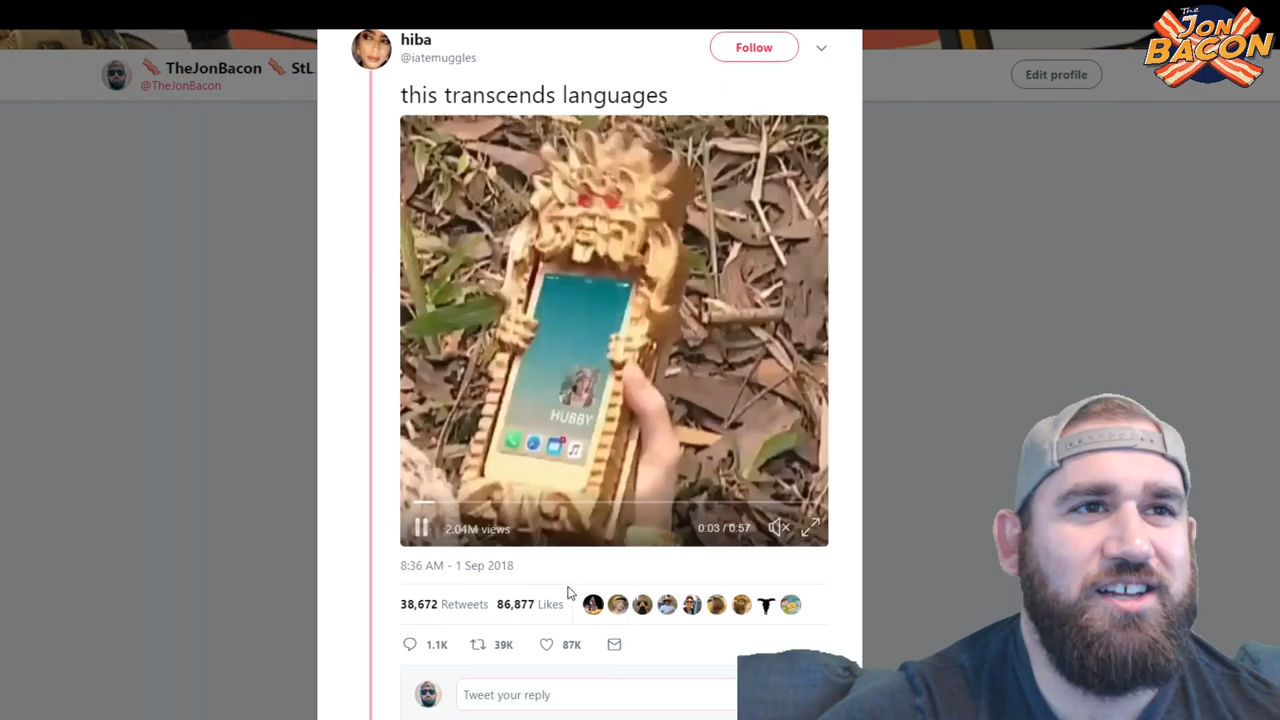 hiba
@iatemuggles
Follow
TheJonBacon StL
@TheJonBacon
Edit profile
The
JON
BACON
this transcends languages
HUBBY
2.04M views
0:03 / 0:57
8:36 AM - 1 Sep 2018
38,672 Retweets 86,877 Likes
1.1K 39K 87K
Tweet your reply